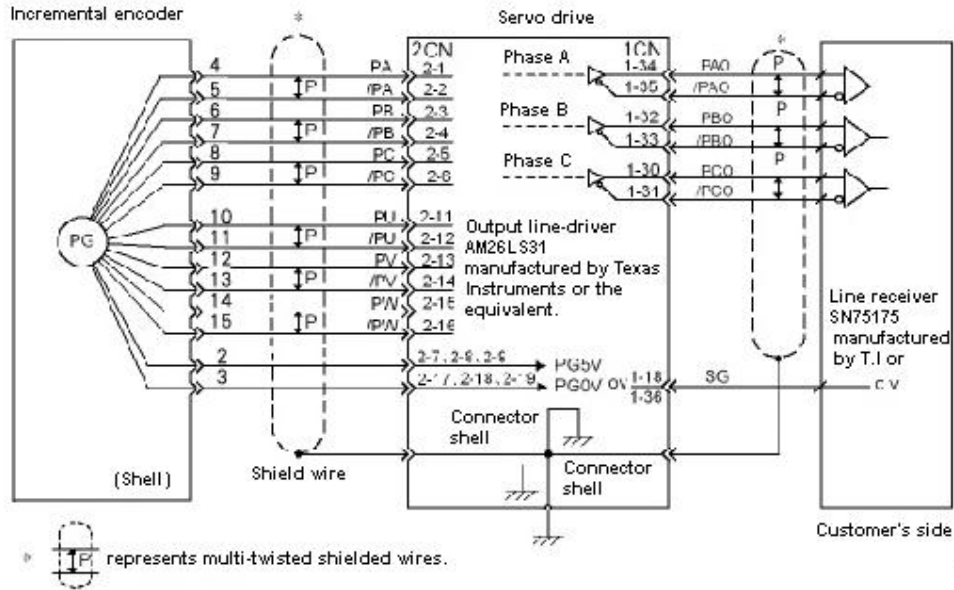 Incremental encoder
*
Servo drive
*
2CN
1CN
Phase A
Phase B
Phase C
4 PA 2-1
5 /PA 2-2
6 PB 2-3
7 /PB 2-4
8 PC 2-5
9 /PC 2-6
10 PU 2-11
11 /PU 2-12
12 PV 2-13
13 /PV 2-14
14 PW 2-15
15 /PW 2-16
P
P
P
P
P
P
PG
1-34 PAO
1-35 /PAO
1-32 PBO
1-33 /PBO
1-30 PCO
1-31 /PCO
P
P
P
Output line-driver
AM26LS31
manufactured by Texas
Instruments or the
equivalent.
Line receiver
SN75175
manufactured
by T.I or
2 PG5V
3 2-17, 2-18, 2-19 PG0V 0V 1-18 SG
1-36
Connector
shell
Connector
shell
(Shell)
Shield wire
Customer's side
* P represents multi-twisted shielded wires.